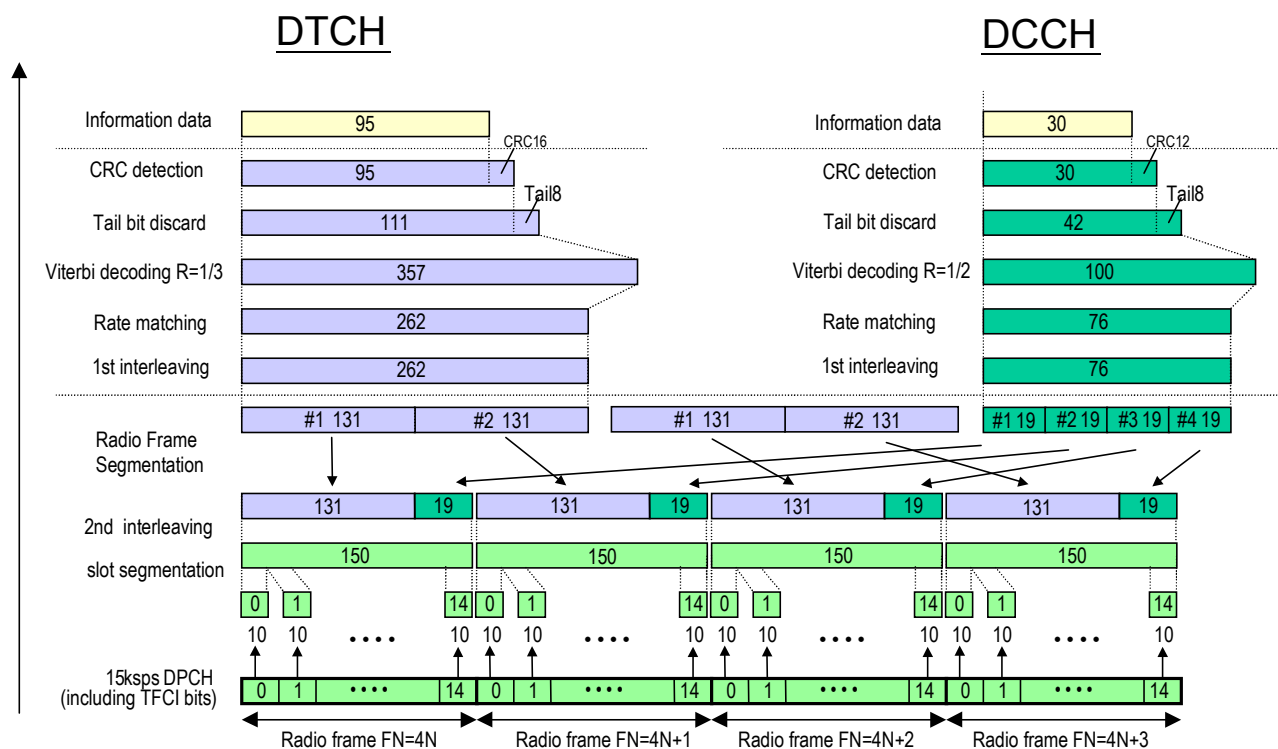 DTCH DCCH
Information data 95 Information data 30
CRC16 CRC12
CRC detection 95 CRC detection 30
Tail8 Tail8
Tail bit discard 111 Tail bit discard 42
Viterbi decoding R=1/3 357 Viterbi decoding R=1/2 100
Rate matching 262 Rate matching 76
1st interleaving 262 1st interleaving 76
#1 131 #2 131 #1 131 #2 131 #1 19 #2 19 #3 19 #4 19
Radio Frame
Segmentation
131 19 131 19 131 19 131 19
2nd interleaving
150 150 150 150
slot segmentation
0 1 14 0 1 14 0 1 14 0 1 14
10 10 •••• 10 10 10 •••• 10 10 10 •••• 10 10 10 •••• 10
15ksps DPCH
(including TFCI bits)
0 1 •••• 14 0 1 •••• 14 0 1 •••• 14 0 1 •••• 14
Radio frame FN=4N Radio frame FN=4N+1 Radio frame FN=4N+2 Radio frame FN=4N+3